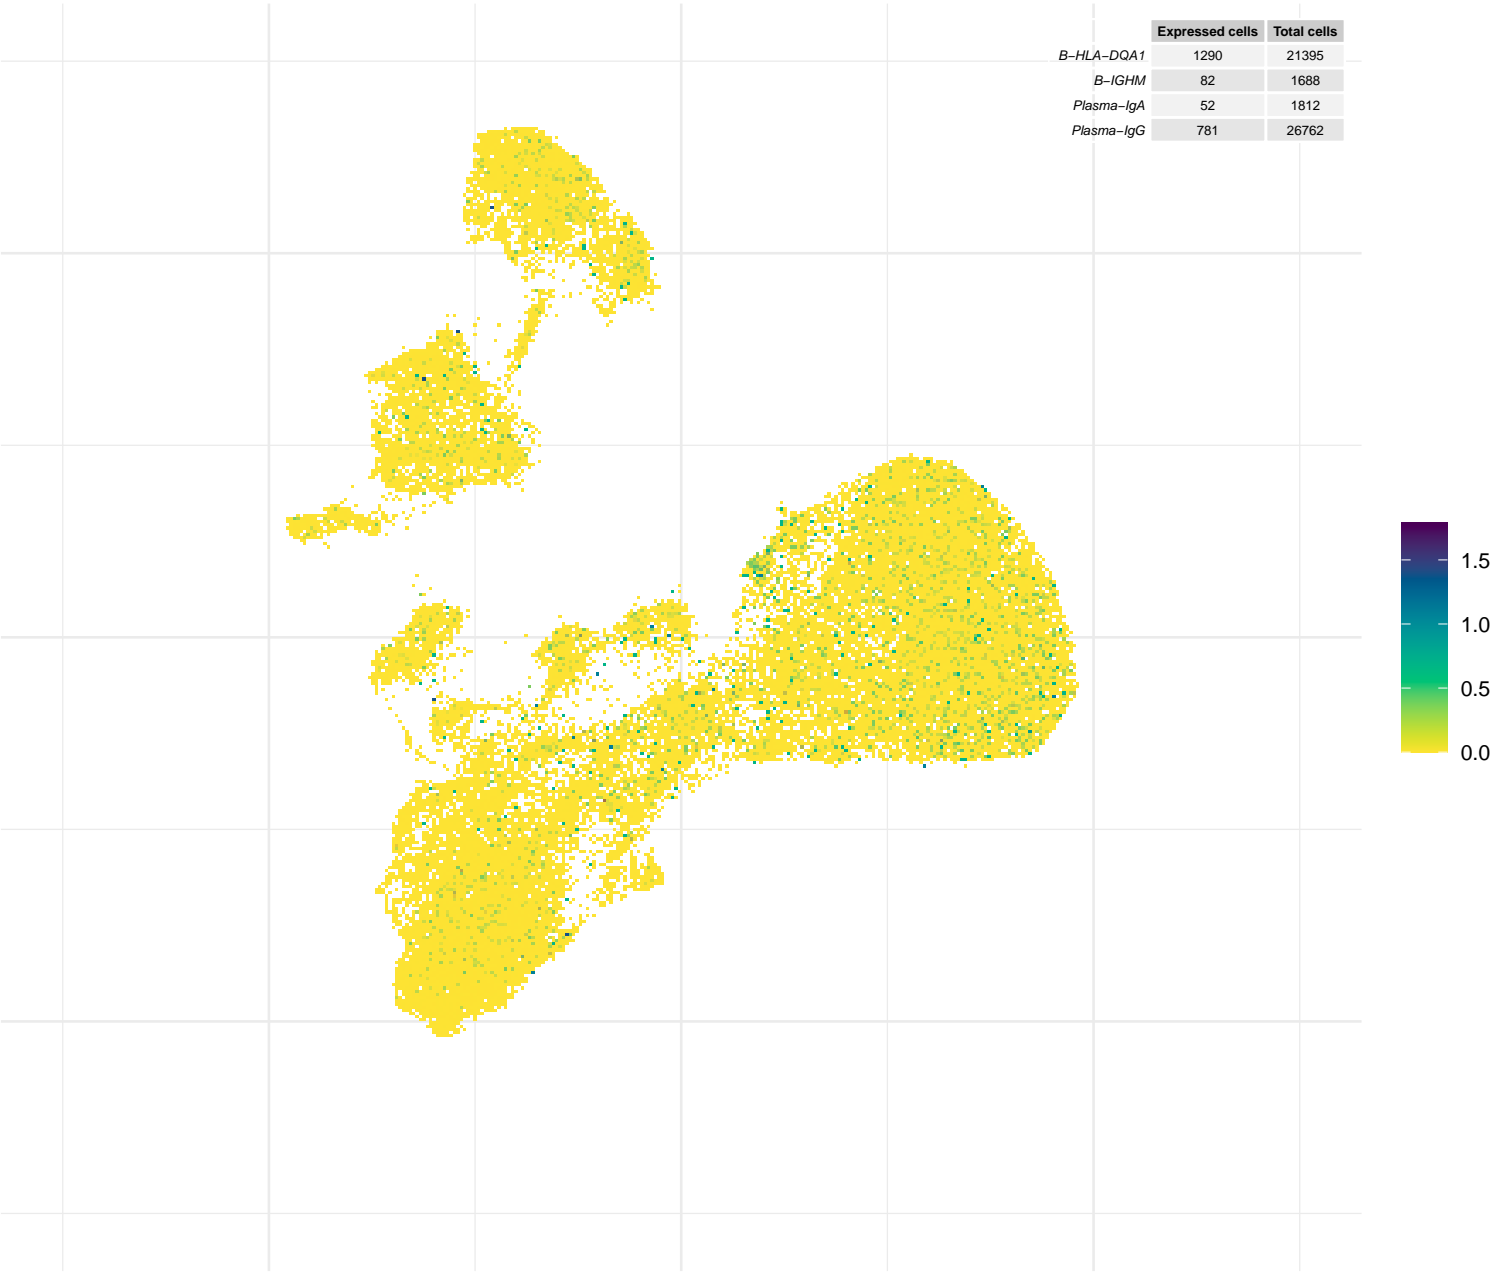 Expressed cells Total cells
B−HLA−DQA1 1290 21395
B−IGHM 82 1688
Plasma−IgA 52 1812
Plasma−IgG 781 26762
1.5
1.0
0.5
0.0